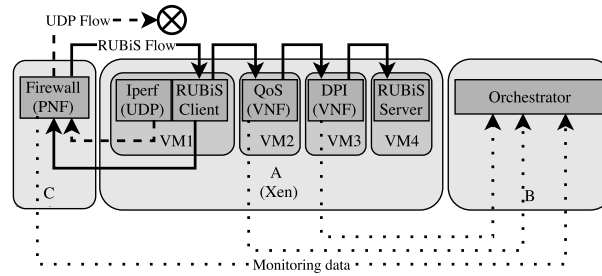 UDP Flow
RUBiS Flow
Firewall
(PNF)
Iperf
(UDP)
RUBiS
Client
QoS
(VNF)
DPI
(VNF)
RUBiS
Server
Orchestrator
VM1
VM2
VM3
VM4
A
(Xen)
C
B
Monitoring data